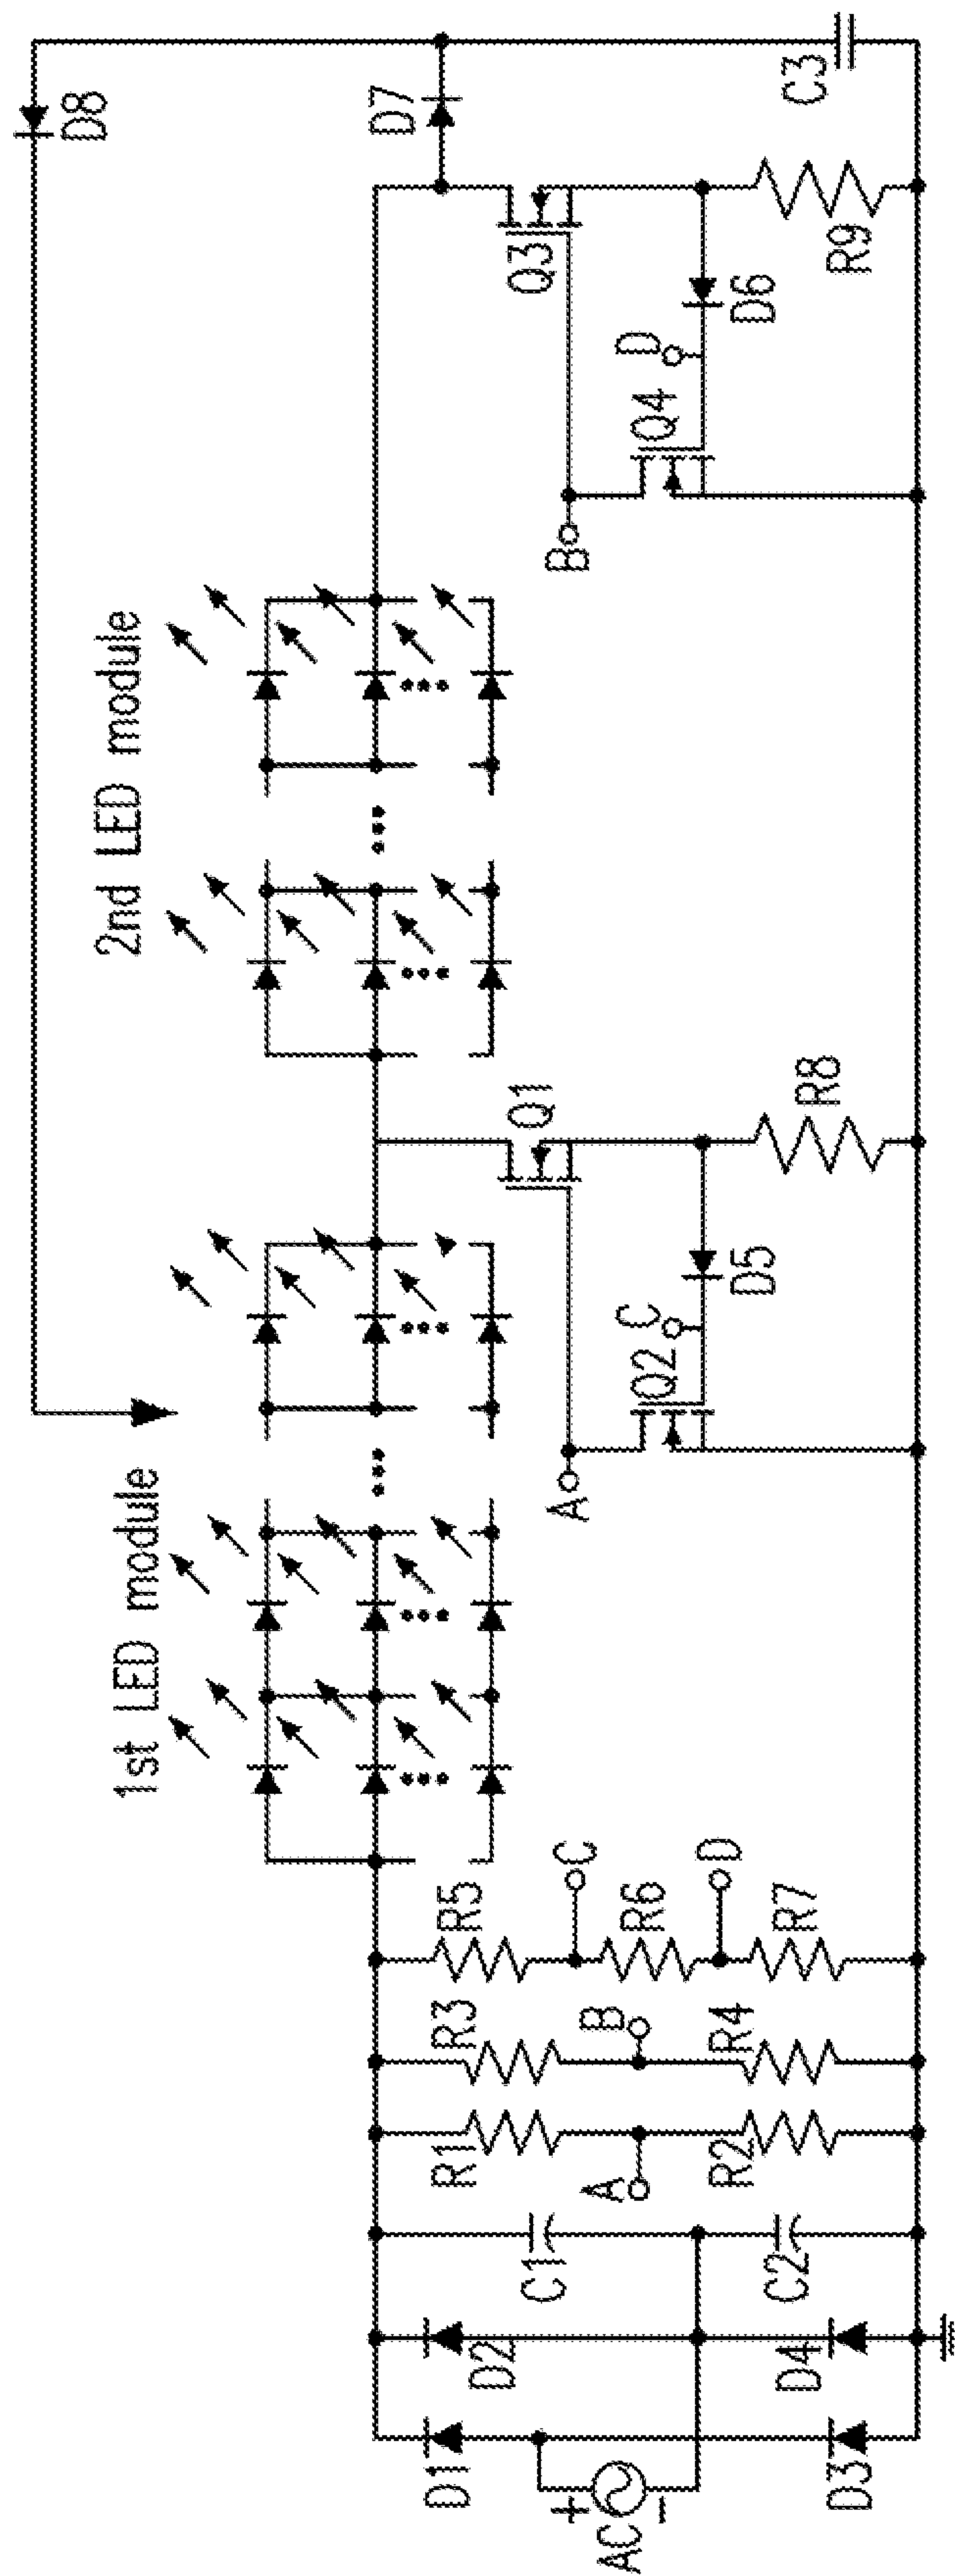 1st LED module
2nd LED module
D8
D7
C3
Q3
R9
D6
D
Q4
B
Q1
R8
D5
C
Q2
A
R5
C
R6
D
R7
R3
B
R4
R1
A
R2
C1
C2
D2
D4
D1
D3
+
AC
-